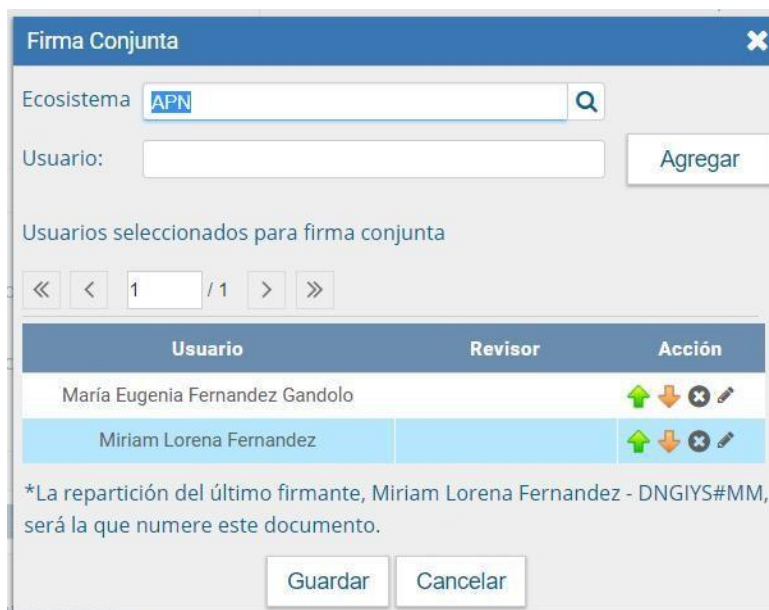 Firma Conjunta
Ecosistema APN
Usuario: Agregar
Usuarios seleccionados para firma conjunta
1 / 1
Usuario Revisor Acción
María Eugenia Fernandez Gandolo
Miriam Lorena Fernandez
*La repartición del último firmante, Miriam Lorena Fernandez - DNGIYS#MM,
será la que numere este documento.
Guardar Cancelar